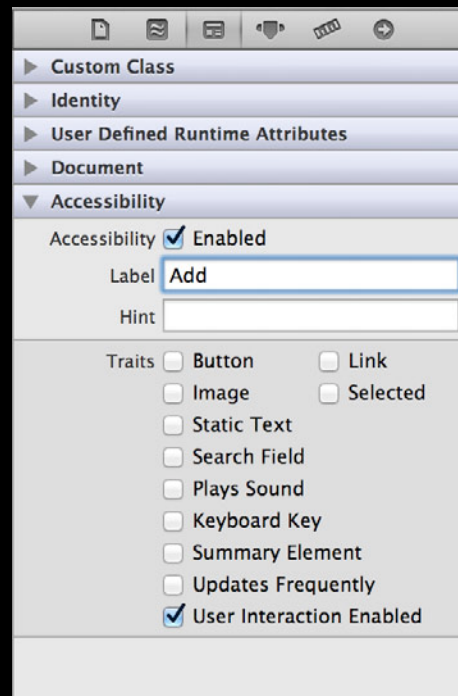 Custom Class
Identity
User Defined Runtime Attributes
Document
Accessibility
Accessibility Enabled
Label Add
Hint
Traits Button Link
Image Selected
Static Text
Search Field
Plays Sound
Keyboard Key
Summary Element
Updates Frequently
User Interaction Enabled